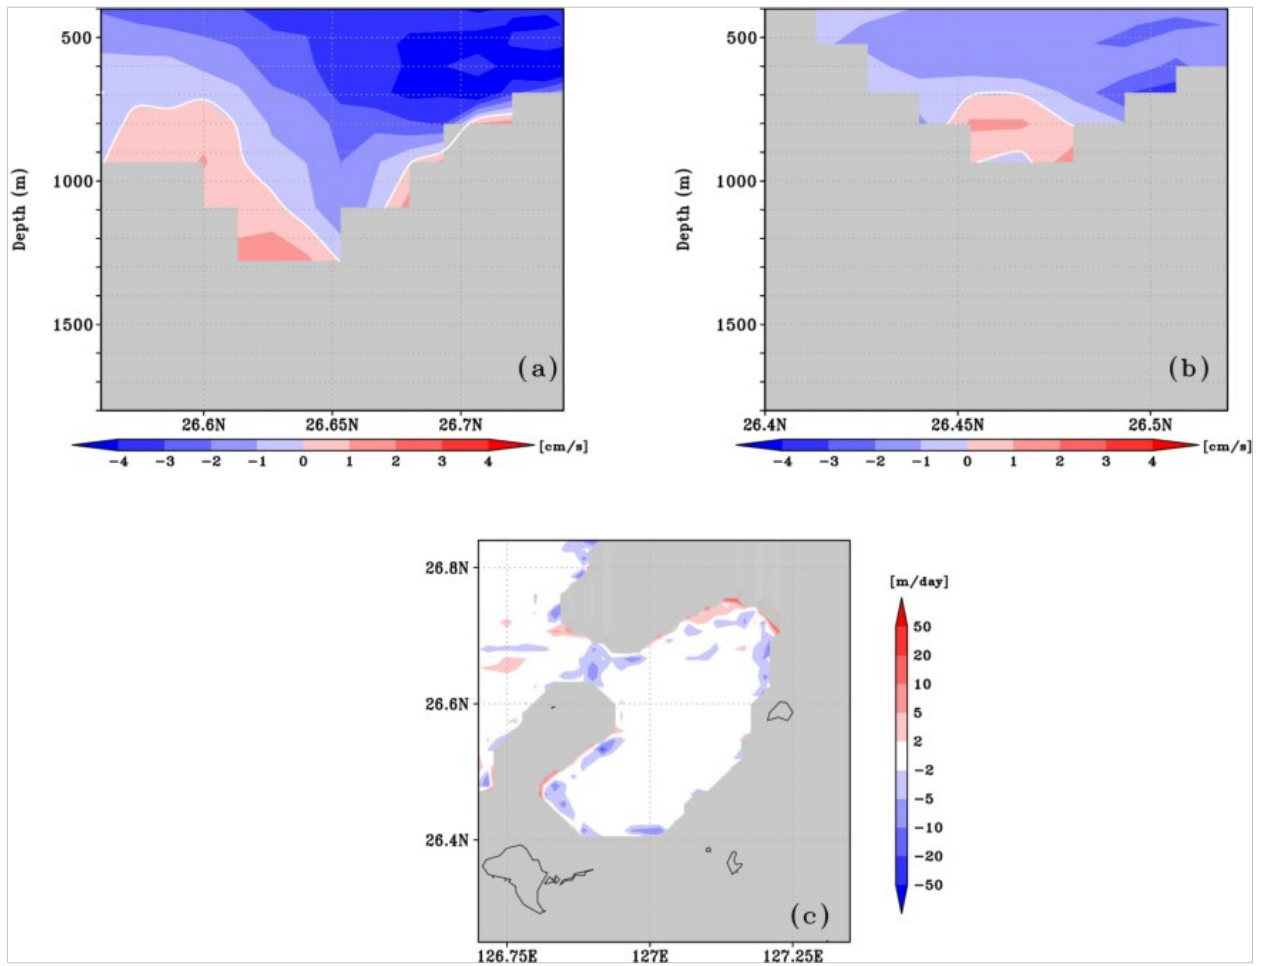 500
1000
1500
Depth (m)
(a)
26.6N 26.65N 26.7N
-4 -3 -2 -1 0 1 2 3 4 [cm/s]
500
1000
1500
Depth (m)
(b)
26.4N 26.45N 26.5N
-4 -3 -2 -1 0 1 2 3 4 [cm/s]
26.8N
26.6N
26.4N
(c)
126.75E 127E 127.25E
[m/day]
50
20
10
5
2
-2
-5
-10
-20
-50